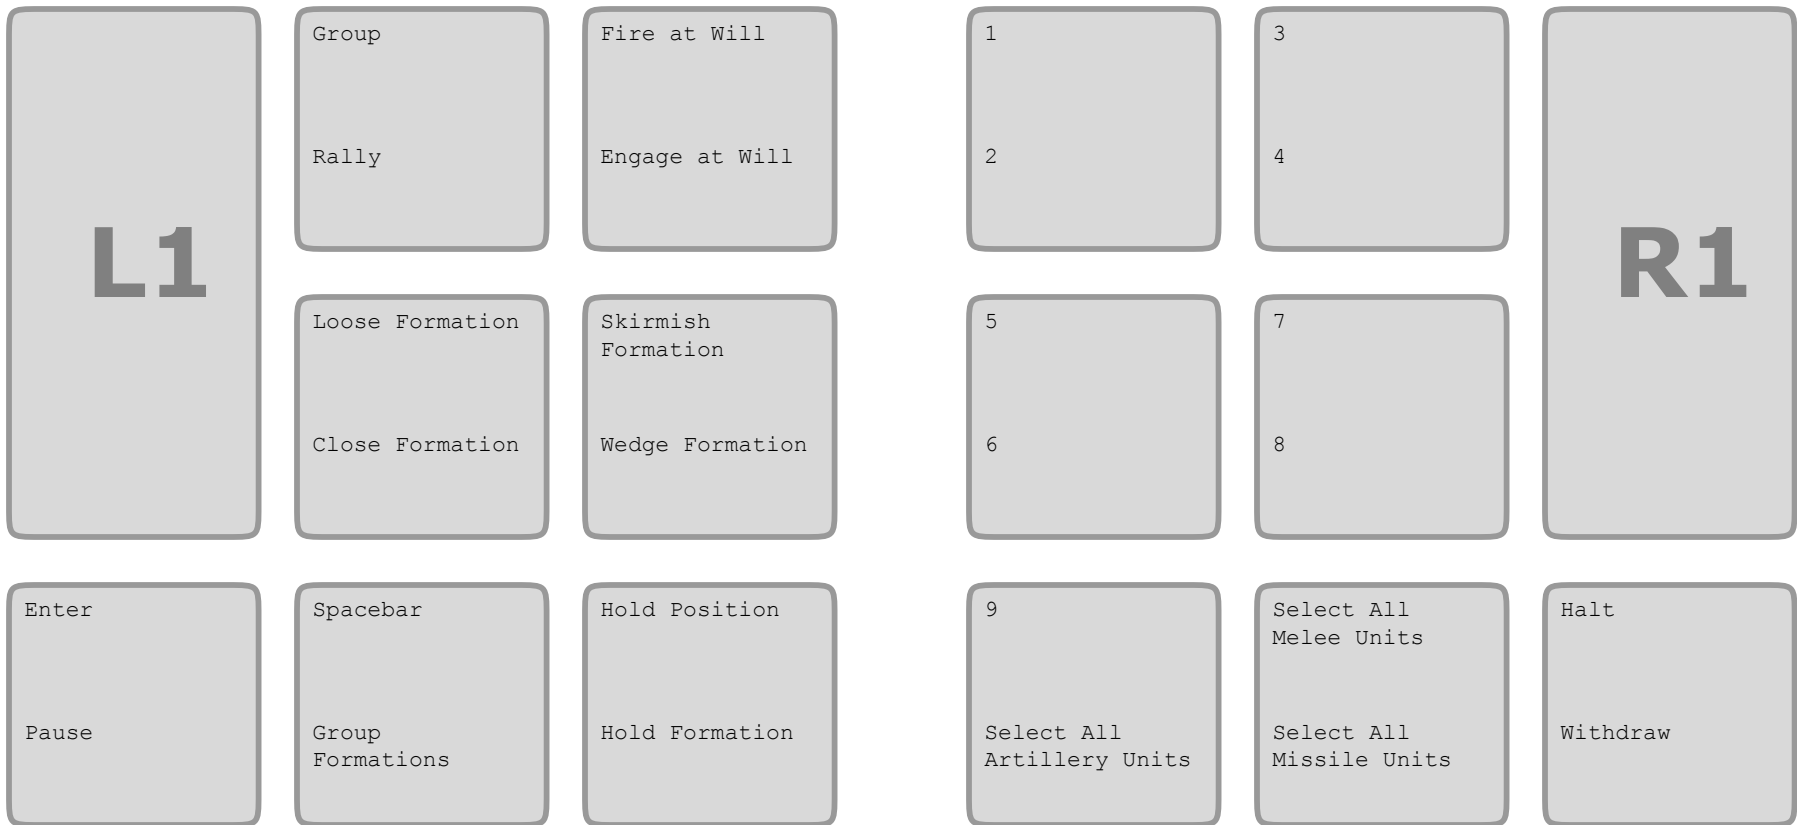 Group
Rally
Fire at Will
Engage at Will
1
2
3
4
L1
R1
Loose Formation
Close Formation
Skirmish
Formation
Wedge Formation
5
6
7
8
Enter
Pause
Spacebar
Group
Formations
Hold Position
Hold Formation
9
Select All
Artillery Units
Select All
Melee Units
Select All
Missile Units
Halt
Withdraw